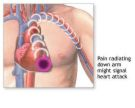 Pain radiating
down arm
might signal
heart attack